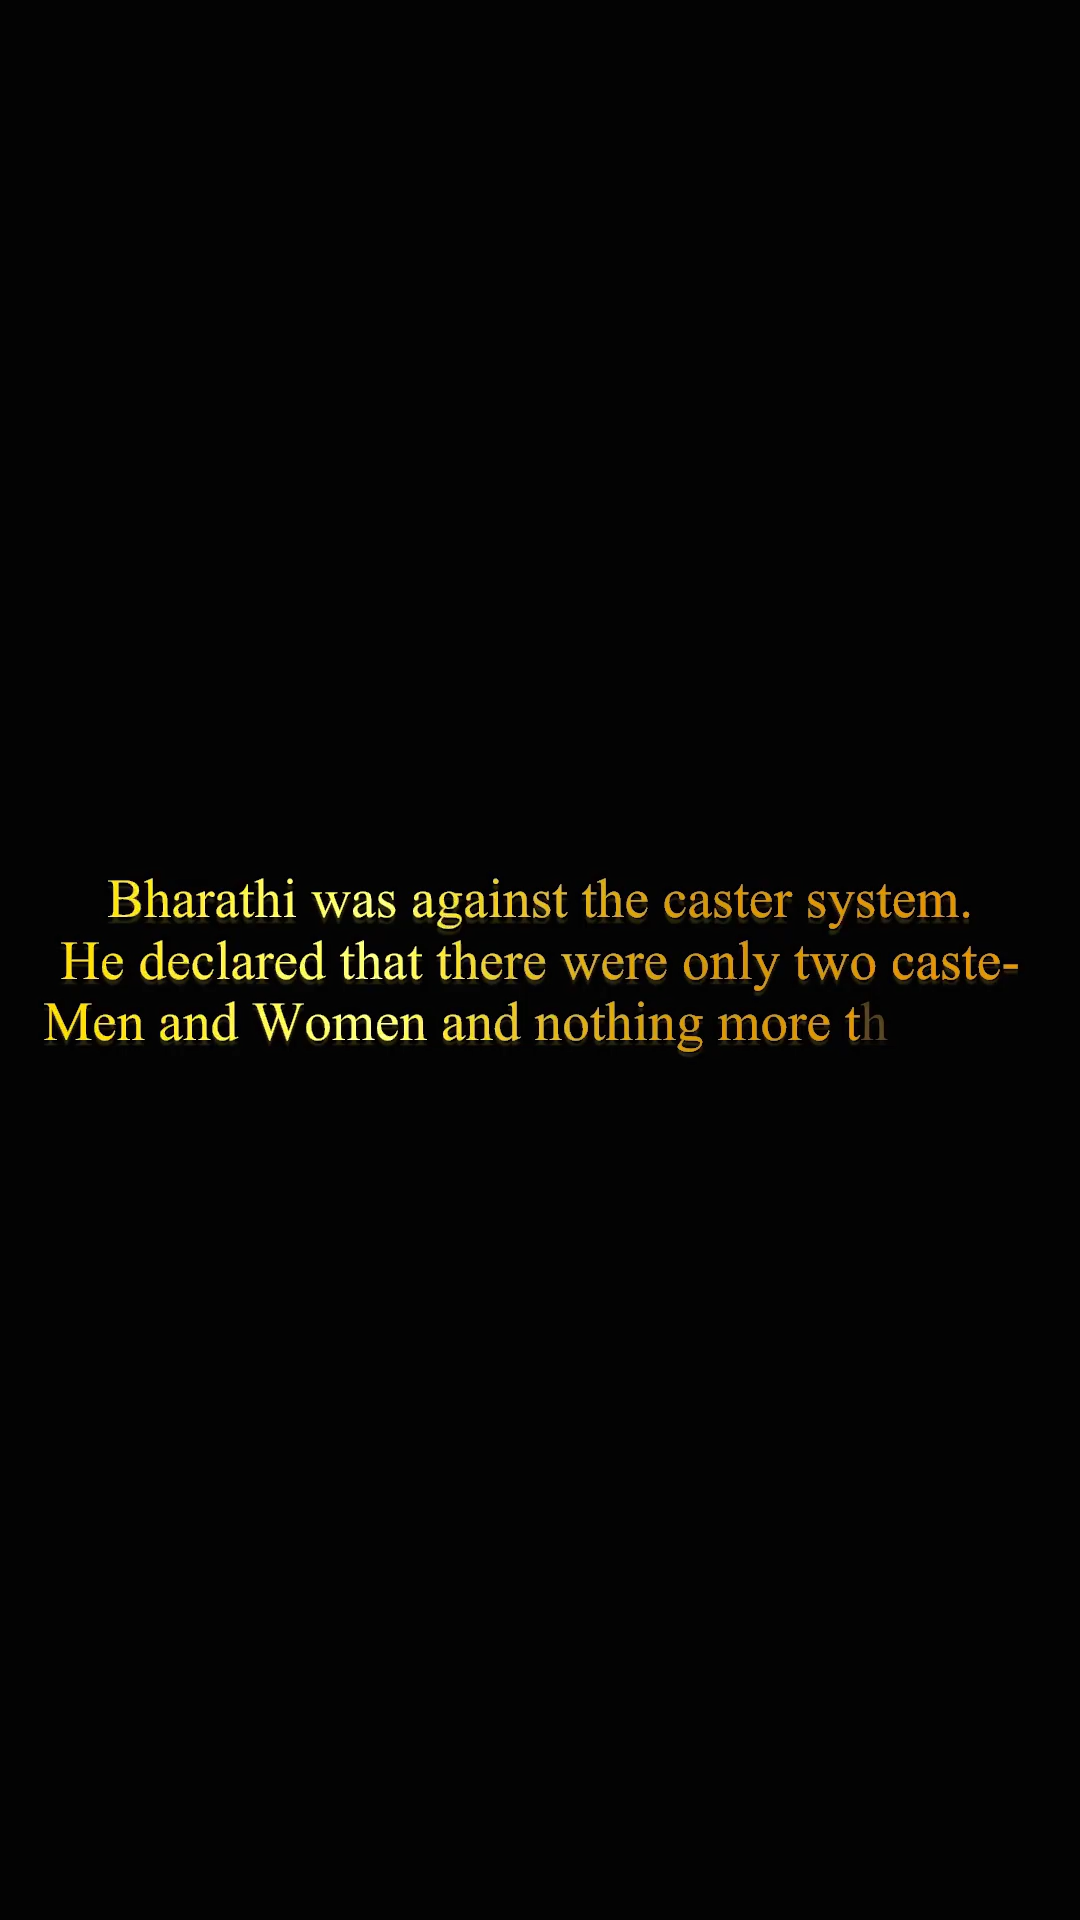 Bharathi was against the caster system.
He declared that there were only two caste-
Men and Women and nothing more th